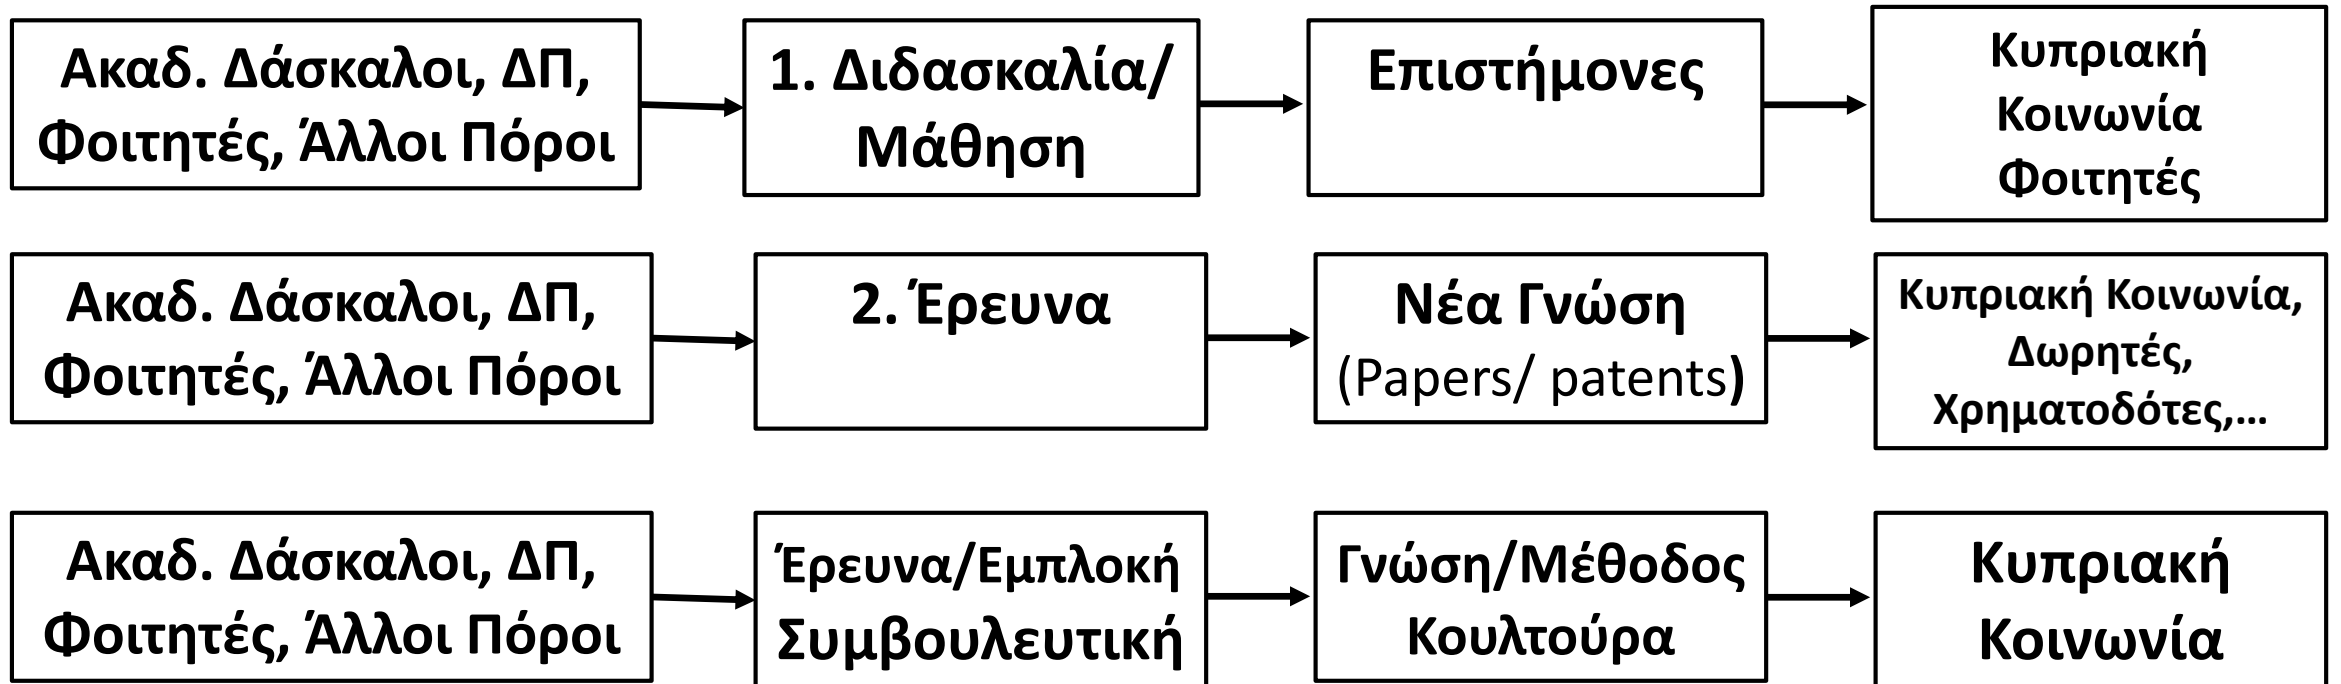 Ακαδ. Δάσκαλοι, ΔΠ,
Φοιτητές, Άλλοι Πόροι
1. Διδασκαλία/
Μάθηση
Επιστήμονες
Κυπριακή
Κοινωνία
Φοιτητές
Ακαδ. Δάσκαλοι, ΔΠ,
Φοιτητές, Άλλοι Πόροι
2. Έρευνα
Νέα Γνώση
(Papers/ patents)
Κυπριακή Κοινωνία,
Δωρητές,
Χρηματοδότες,...
Ακαδ. Δάσκαλοι, ΔΠ,
Φοιτητές, Άλλοι Πόροι
Έρευνα/Εμπλοκή
Συμβουλευτική
Γνώση/Μέθοδος
Κουλτούρα
Κυπριακή
Κοινωνία